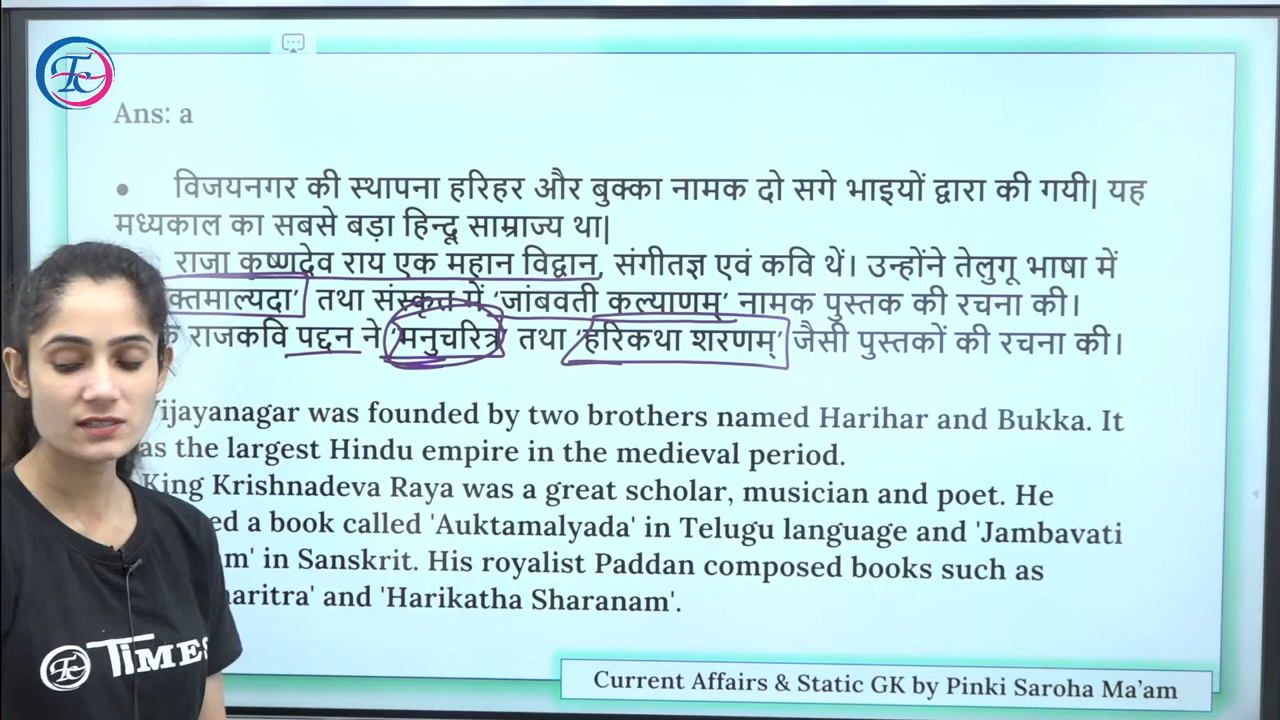 Tc
Ans: a
• विजयनगर की स्थापना हरिहर और बुक्का नामक दो सगे भाइयों द्वारा की गयी| यह
मध्यकाल का सबसे बड़ा हिन्दू साम्राज्य था|
राजा कृष्णदेव राय एक महान विद्वान, संगीतज्ञ एवं कवि थें। उन्होंने तेलुगू भाषा में
क्तमाल्यदा’ तथा संस्कृत में ‘जांबवती कल्याणम्’ नामक पुस्तक की रचना की।
राजकवि पद्दन ने ‘मनुचरित्र’ तथा ‘हरिकथा शरणम्’ जैसी पुस्तकों की रचना की।
Vijayanagar was founded by two brothers named Harihar and Bukka. It
as the largest Hindu empire in the medieval period.
King Krishnadeva Raya was a great scholar, musician and poet. He
ed a book called 'Auktamalyada' in Telugu language and 'Jambavati
m' in Sanskrit. His royalist Paddan composed books such as
aritra' and 'Harikatha Sharanam'.
Tc TIMES
Current Affairs & Static GK by Pinki Saroha Ma’am